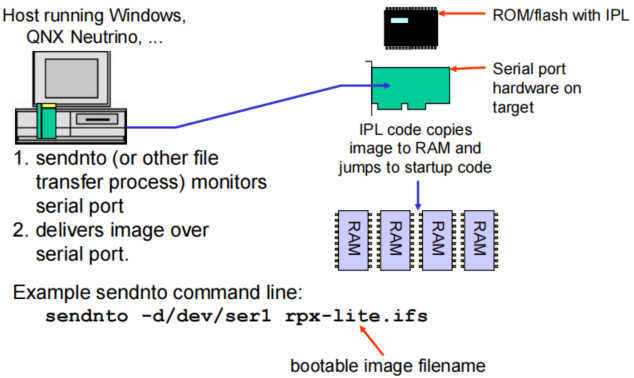 Host running Windows,
QNX Neutrino, ...
ROM/flash with IPL
Serial port
hardware on
target
IPL code copies
image to RAM and
jumps to startup code
1. sendnto (or other file
transfer process) monitors
serial port
2. delivers image over
serial port.
RAM
RAM
RAM
RAM
Example sendnto command line:
sendnto -d/dev/ser1 rpx-lite.ifs
bootable image filename